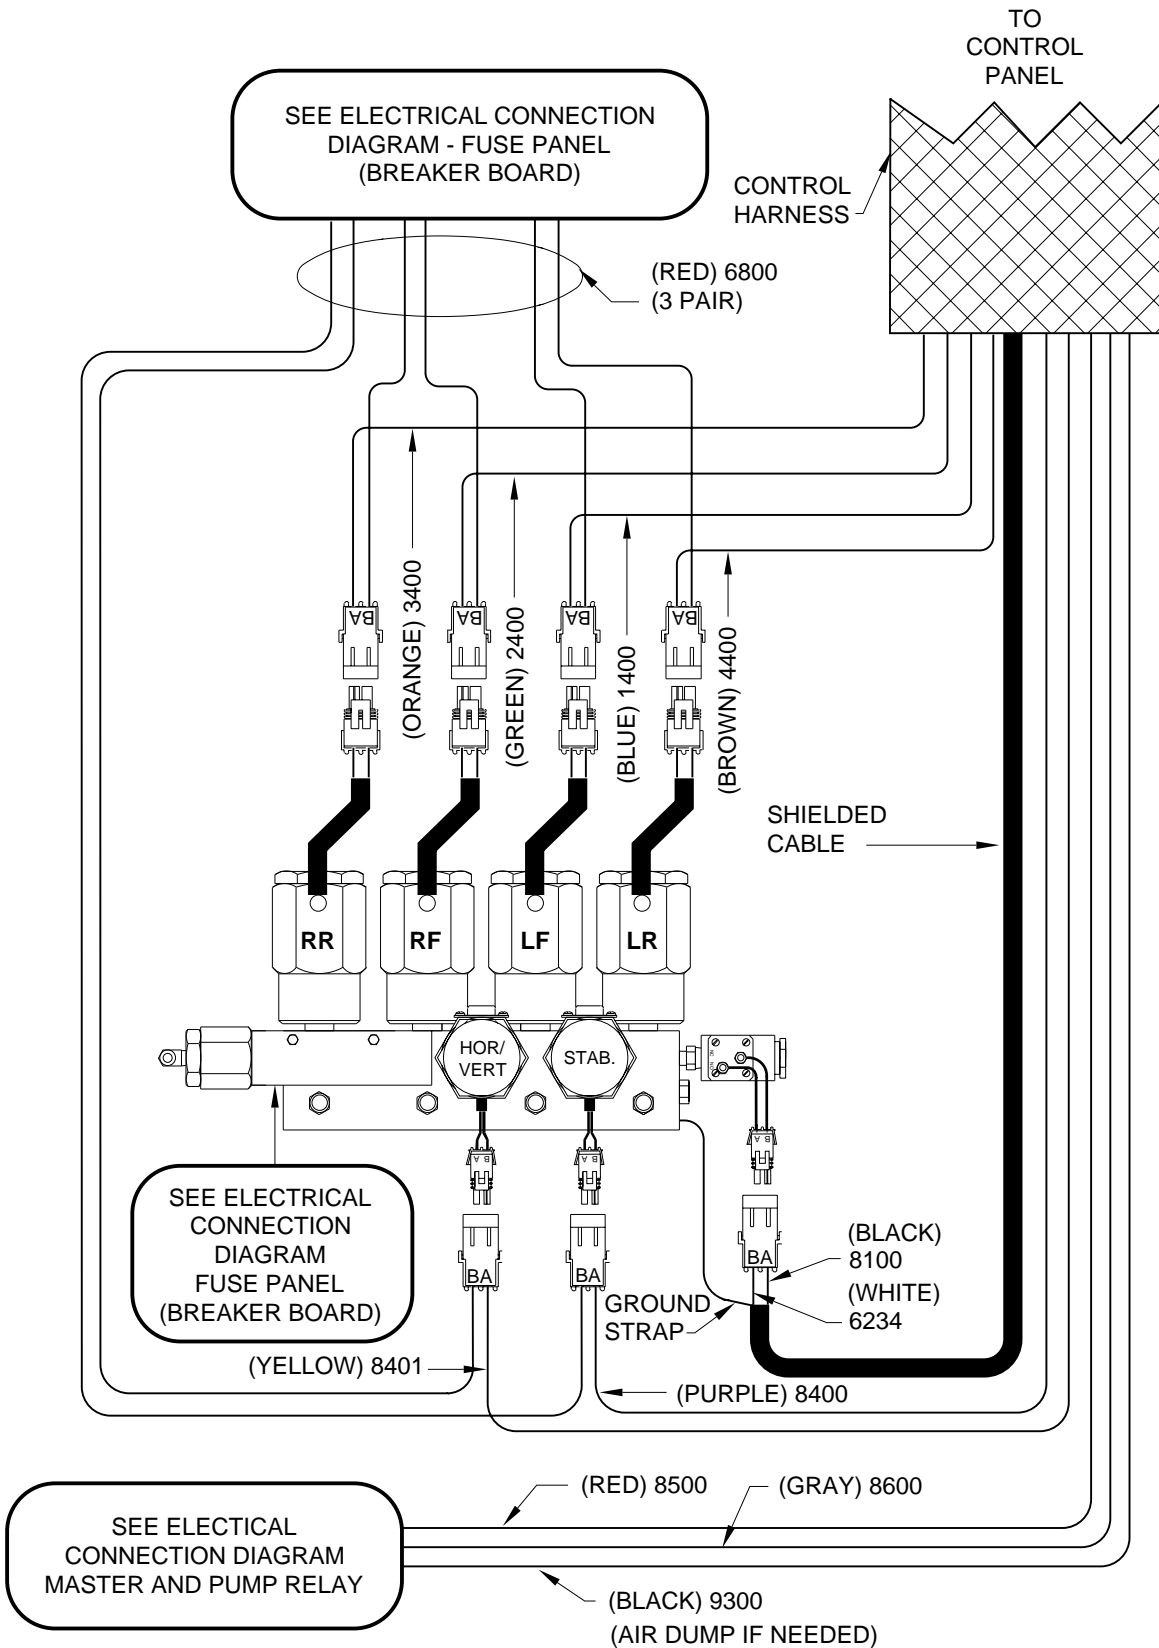 TO
CONTROL
PANEL
SEE ELECTRICAL CONNECTION
DIAGRAM - FUSE PANEL
(BREAKER BOARD)
CONTROL
HARNESS
(RED) 6800
(3 PAIR)
(ORANGE) 3400
(GREEN) 2400
(BLUE) 1400
(BROWN) 4400
BA
BA
BA
BA
SHIELDED
CABLE
RR
RF
LF
LR
HOR/
VERT
STAB.
NC
NO
B A
B A
B A
SEE ELECTRICAL
CONNECTION
DIAGRAM
FUSE PANEL
(BREAKER BOARD)
BA
BA
BA
(BLACK)
8100
(WHITE)
6234
GROUND
STRAP
(YELLOW) 8401
(PURPLE) 8400
(RED) 8500
(GRAY) 8600
SEE ELECTICAL
CONNECTION DIAGRAM
MASTER AND PUMP RELAY
(BLACK) 9300
(AIR DUMP IF NEEDED)